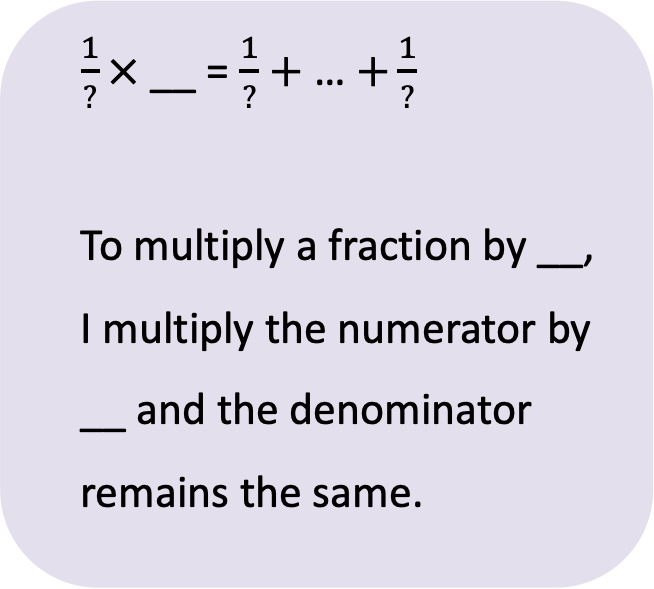 1/? × __ = 1/? + ... + 1/?
To multiply a fraction by __,
I multiply the numerator by
__ and the denominator
remains the same.